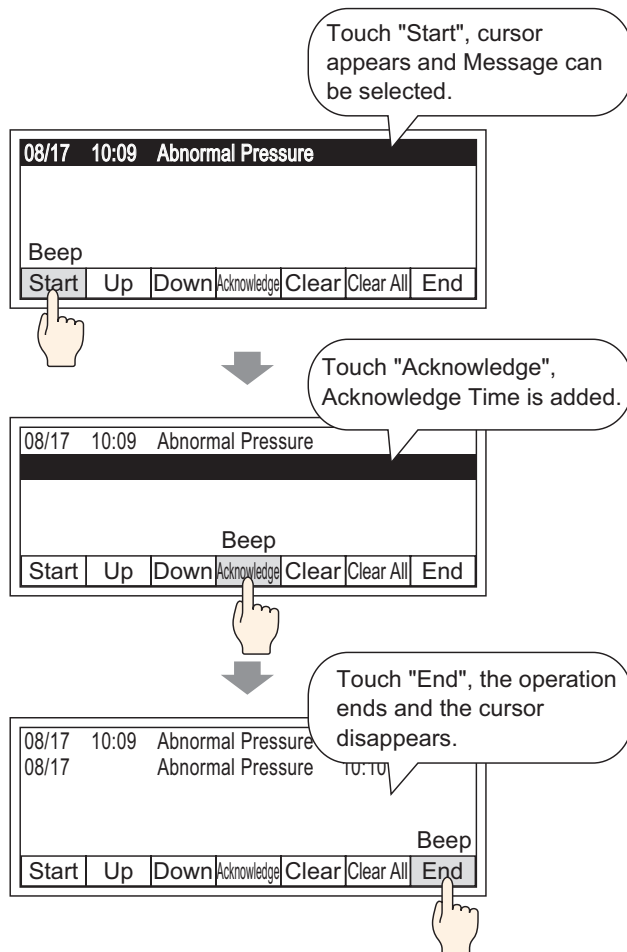 Touch "Start", cursor
appears and Message can
be selected.
08/17 10:09 Abnormal Pressure
Beep
Start Up Down Acknowledge Clear Clear All End
Touch "Acknowledge",
Acknowledge Time is added.
08/17 10:09 Abnormal Pressure
Beep
Start Up Down Acknowledge Clear Clear All End
Touch "End", the operation
ends and the cursor
disappears.
08/17 10:09 Abnormal Pressure
08/17 Abnormal Pressure 10:10
Beep
Start Up Down Acknowledge Clear Clear All End